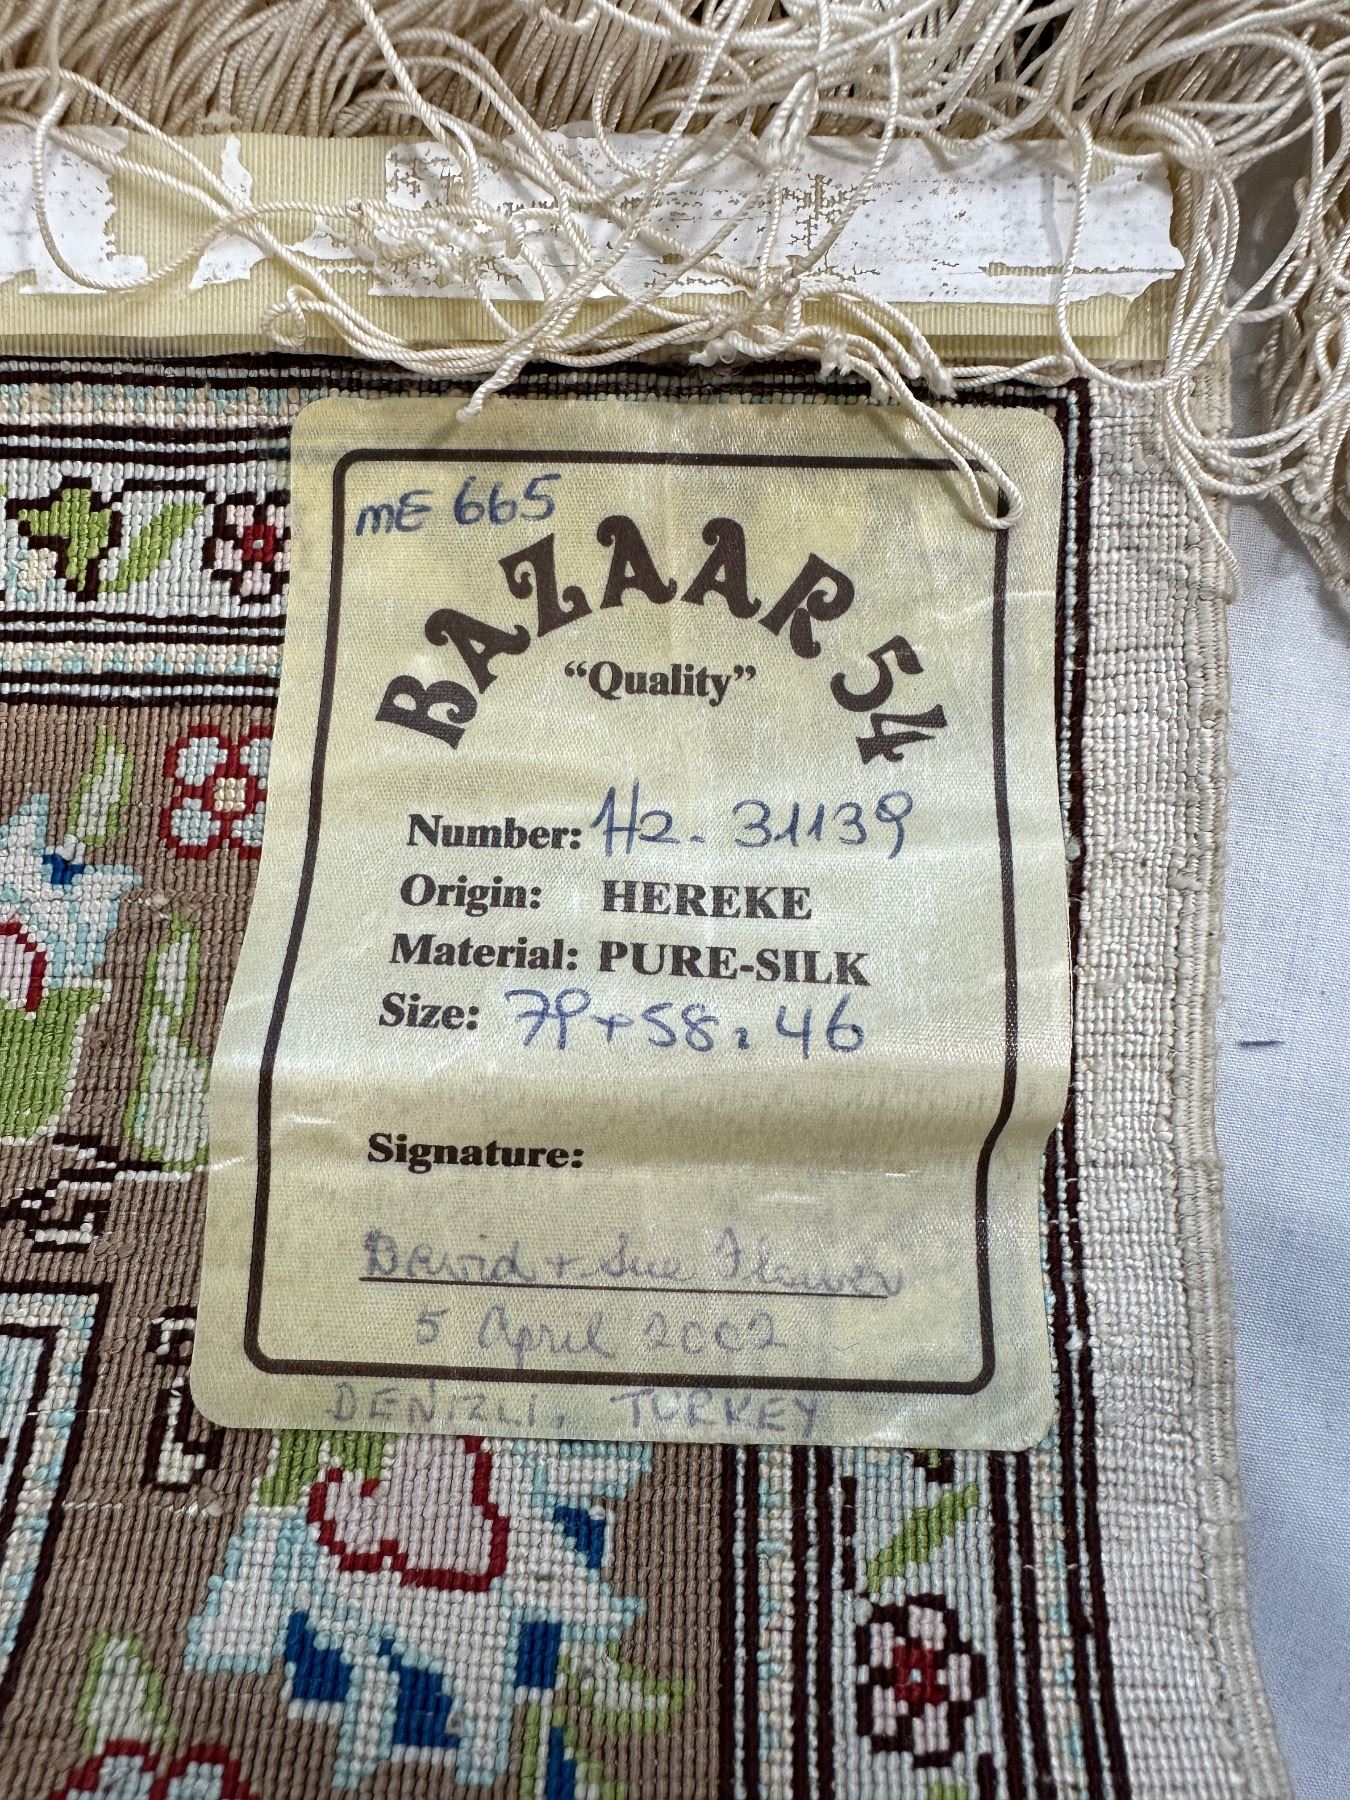 mE 665
BAZAAR 54
“Quality”
Number: H2- 31139
Origin: HEREKE
Material: PURE-SILK
Size: 79+58.46
Signature:
David + Sue
5 April 2002
DENIZLI, TURKEY